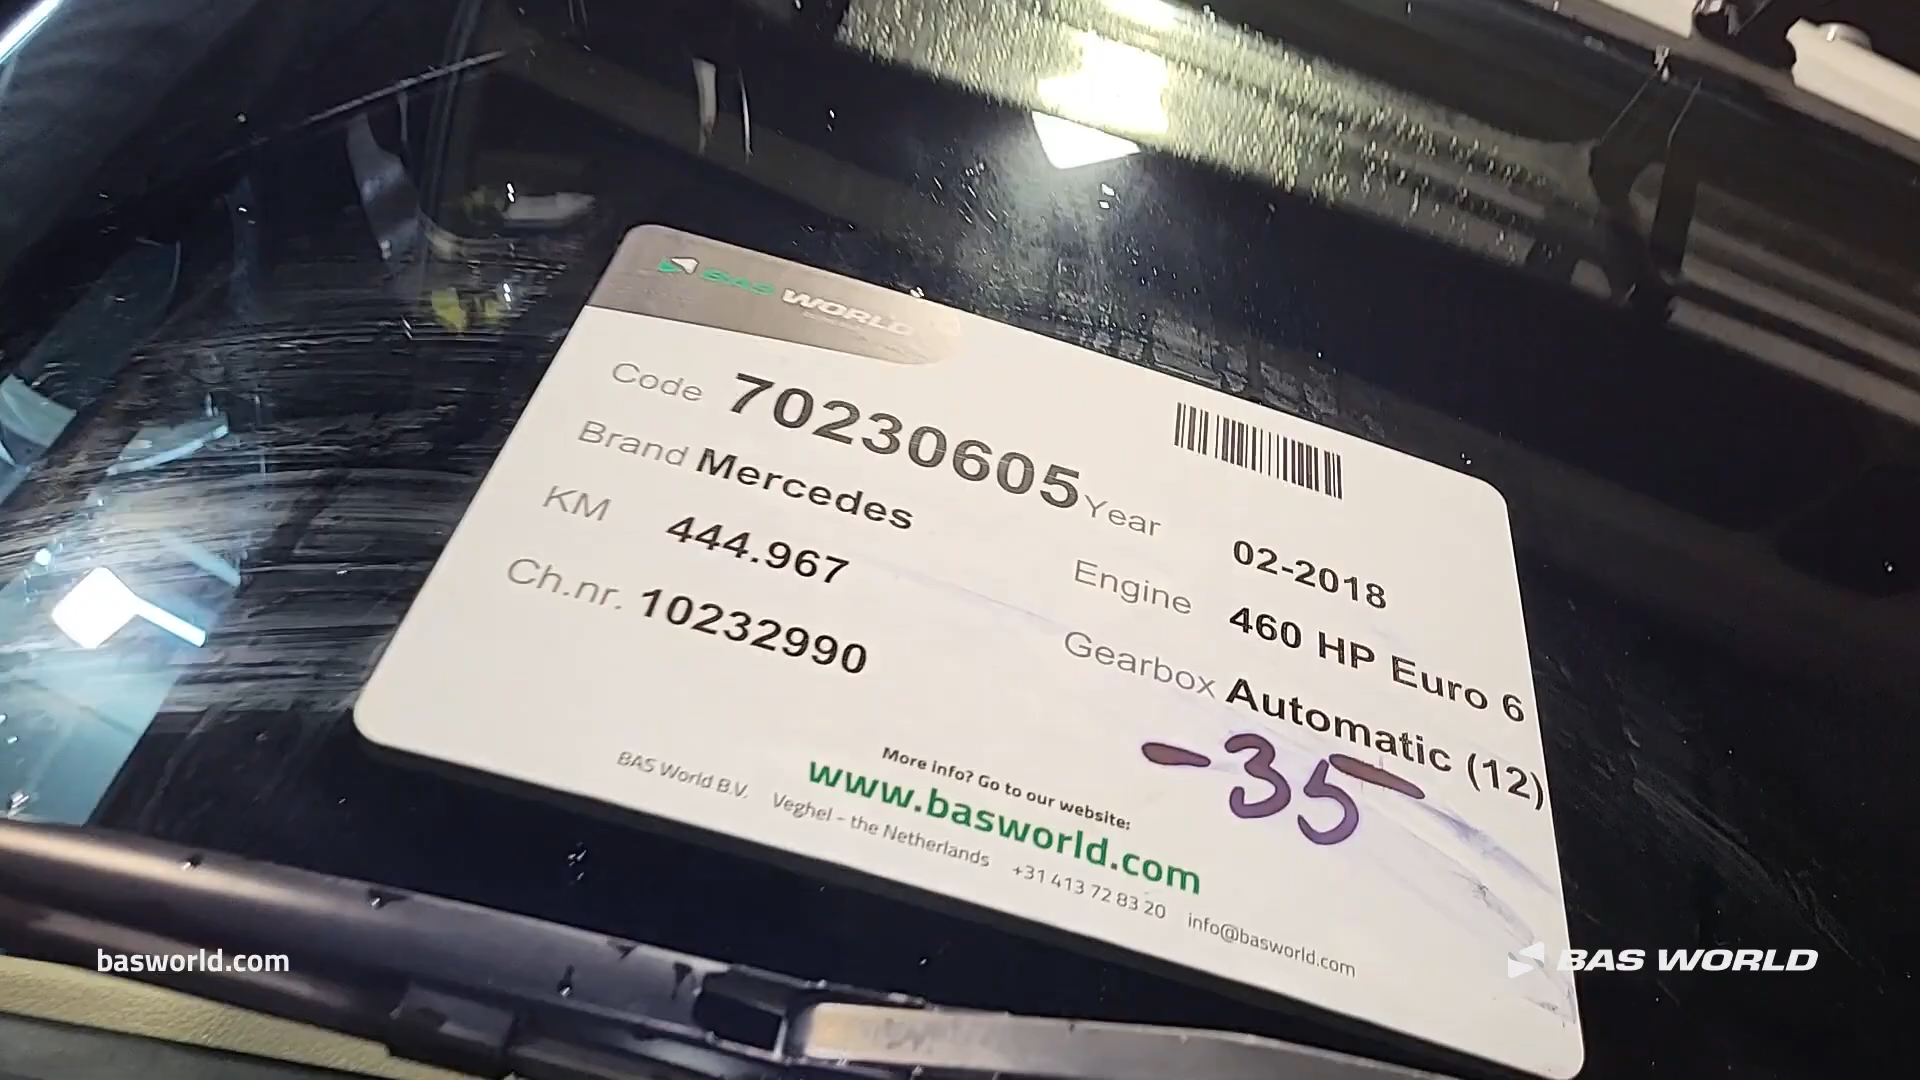 BAS WORLD
Code 70230605
Brand Mercedes
KM 444.967
Ch.nr. 10232990
Year 02-2018
Engine 460 HP Euro 6
Gearbox Automatic (12)
-35
More info? Go to our website:
www.basworld.com
BAS World B.V. Veghel – the Netherlands +31 413 72 83 20 info@basworld.com
basworld.com
BAS WORLD